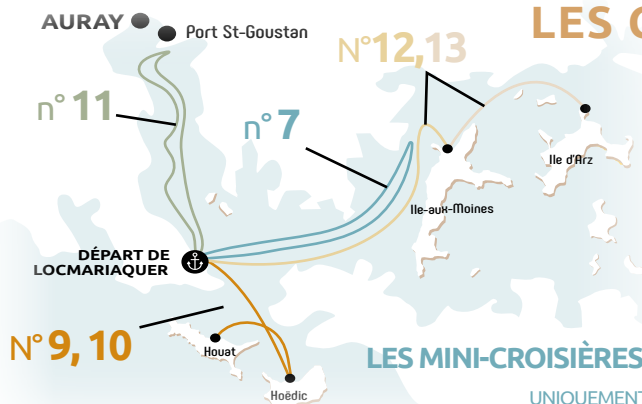 AURAY
Port St-Goustan
LES C
N°12,13
n° 11
n° 7
Ile d'Arz
Ile-aux-Moines
DÉPART DE
LOCMARIAQUER
N° 9, 10
Houat
Hoëdic
LES MINI-CROISIÈRES
UNIQUEMENT